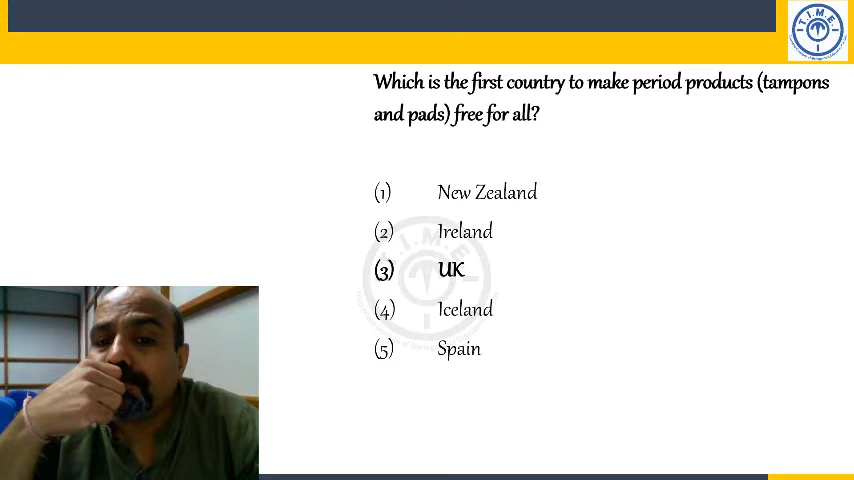 T.I.M.E.
Which is the first country to make period products (tampons
and pads) free for all?
(1) New Zealand
(2) Ireland
(3) UK
(4) Iceland
(5) Spain
T.I.M.E.